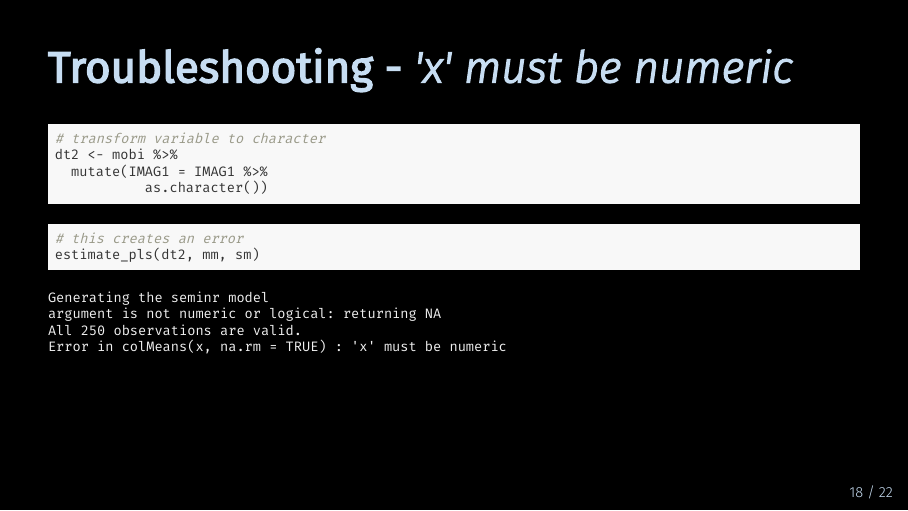 Troubleshooting - 'x' must be numeric
# transform variable to character
dt2 <- mobi %>%
  mutate(IMAG1 = IMAG1 %>%
           as.character())
# this creates an error
estimate_pls(dt2, mm, sm)
Generating the seminr model
argument is not numeric or logical: returning NA
All 250 observations are valid.
Error in colMeans(x, na.rm = TRUE) : 'x' must be numeric
18 / 22